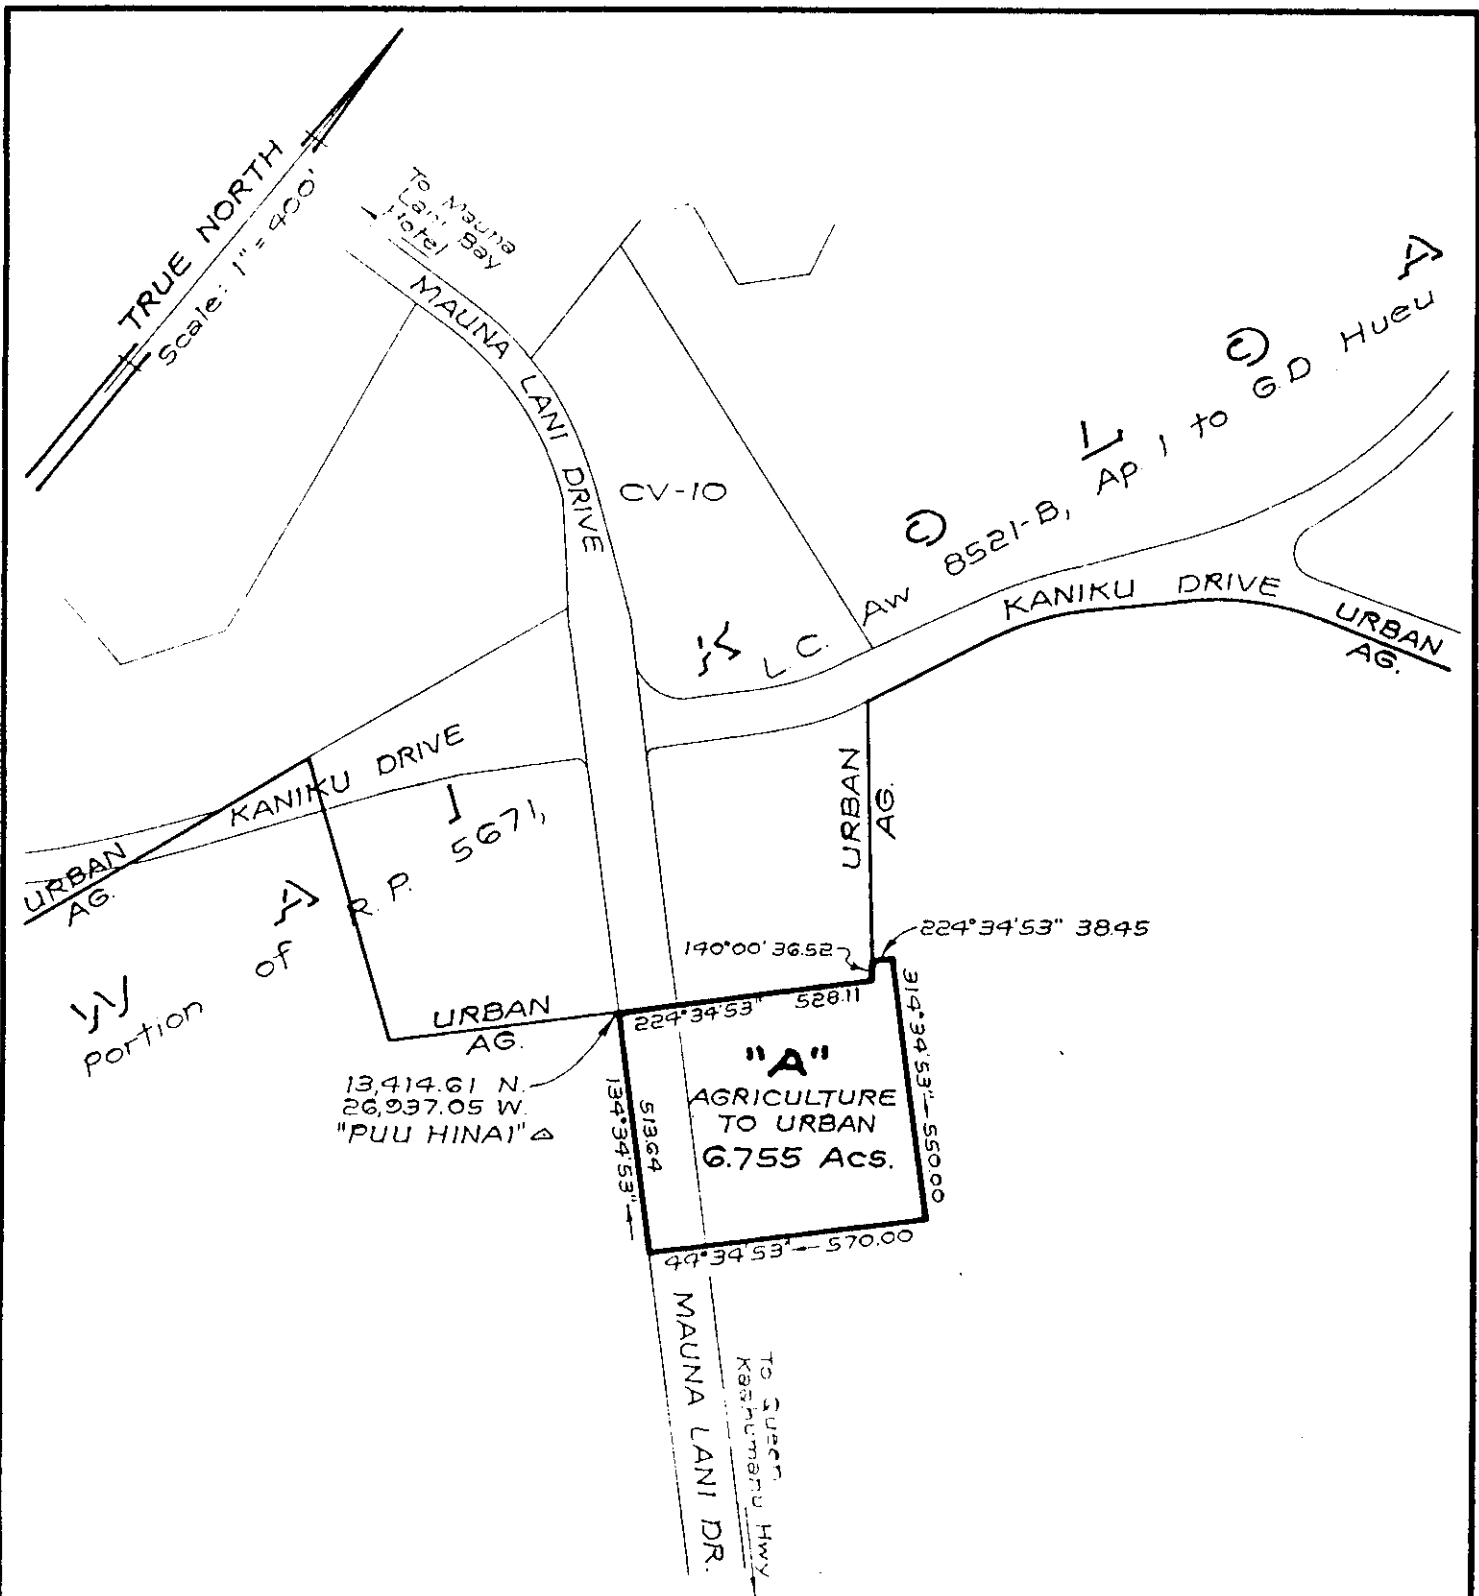 TRUE NORTH
Scale: 1" = 400'
To Mauna
Lani Bay
Hotel
MAUNA LANI DRIVE
CV-10
WAIKOLOA
Portion of R. P. 5671, L. C. Aw 8521-B, Ap. 1 to G.D. Hueu
KANIKU DRIVE
URBAN
AG.
KANIKU DRIVE
URBAN
AG.
URBAN
AG.
URBAN
AG.
140°00' 36.52
224°34'53" 38.45
224°34'53" 528.11
314°34'53" 550.00
134°34'53" 513.64
44°34'53" 570.00
"A"
AGRICULTURE
TO URBAN
6.755 Acs.
13,414.61 N.
26,937.05 W.
"PUU HINAI" △
MAUNA LANI DR.
To Queen
Kaahumanu Hwy